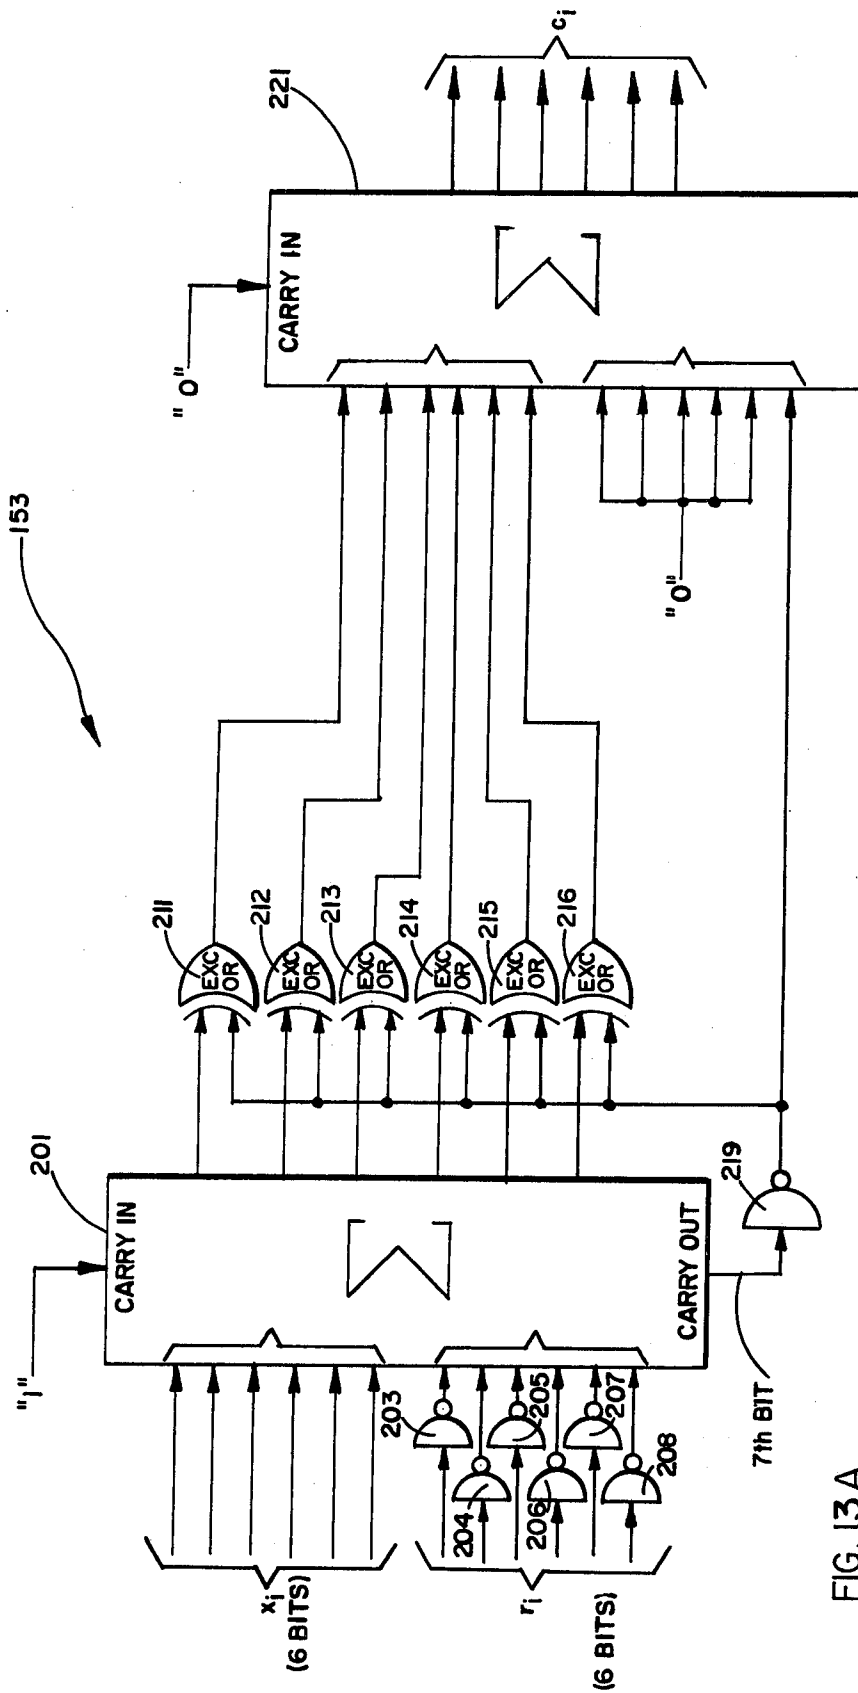 153
"1"
201
CARRY IN
xi
(6 BITS)
ri
(6 BITS)
203
204
205
206
207
208
CARRY OUT
7th BIT
219
211
EXC
OR
212
EXC
OR
213
EXC
OR
214
EXC
OR
215
EXC
OR
216
EXC
OR
"0"
221
CARRY IN
"0"
ci
FIG. 13A